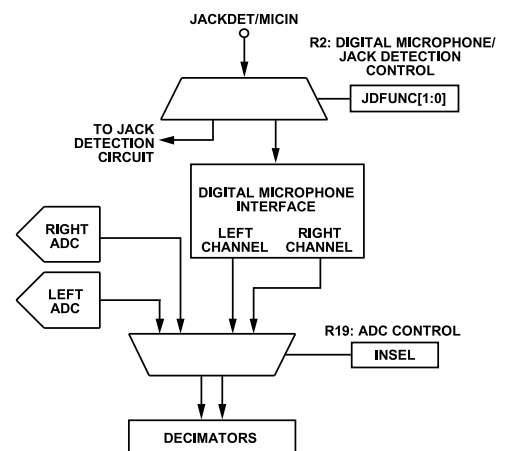 JACKDET/MICIN
R2: DIGITAL MICROPHONE/
JACK DETECTION
CONTROL
JDFUNC[1:0]
TO JACK
DETECTION
CIRCUIT
DIGITAL MICROPHONE
INTERFACE
LEFT
CHANNEL
RIGHT
CHANNEL
RIGHT
ADC
LEFT
ADC
R19: ADC CONTROL
INSEL
DECIMATORS